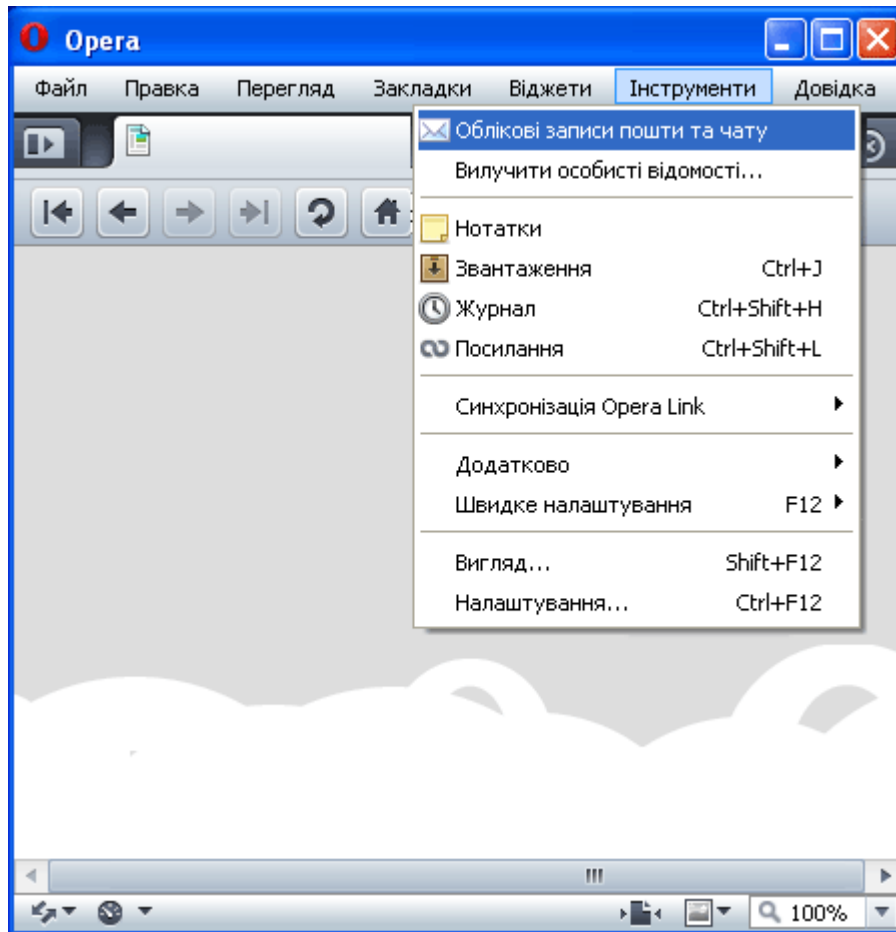 Opera
Файл Правка Перегляд Закладки Віджети Інструменти Довідка
Облікові записи пошти та чату
Вилучити особисті відомості...
Нотатки
Звантаження Ctrl+J
Журнал Ctrl+Shift+H
Посилання Ctrl+Shift+L
Синхронізація Opera Link
Додатково
Швидке налаштування F12
Вигляд... Shift+F12
Налаштування... Ctrl+F12
100%